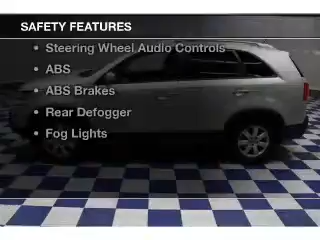 SAFETY FEATURES
• Steering Wheel Audio Controls
• ABS
• ABS Brakes
• Rear Defogger
• Fog Lights